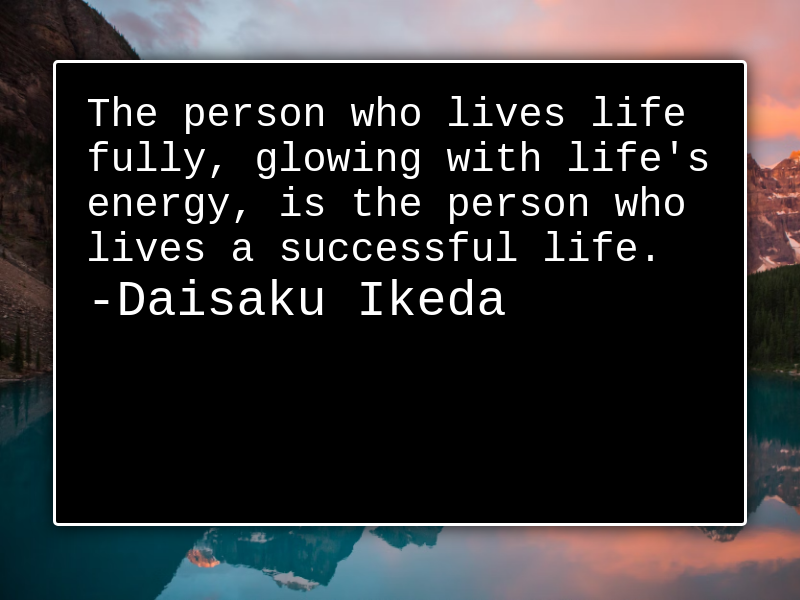 The person who lives life
fully, glowing with life's
energy, is the person who
lives a successful life.
-Daisaku Ikeda